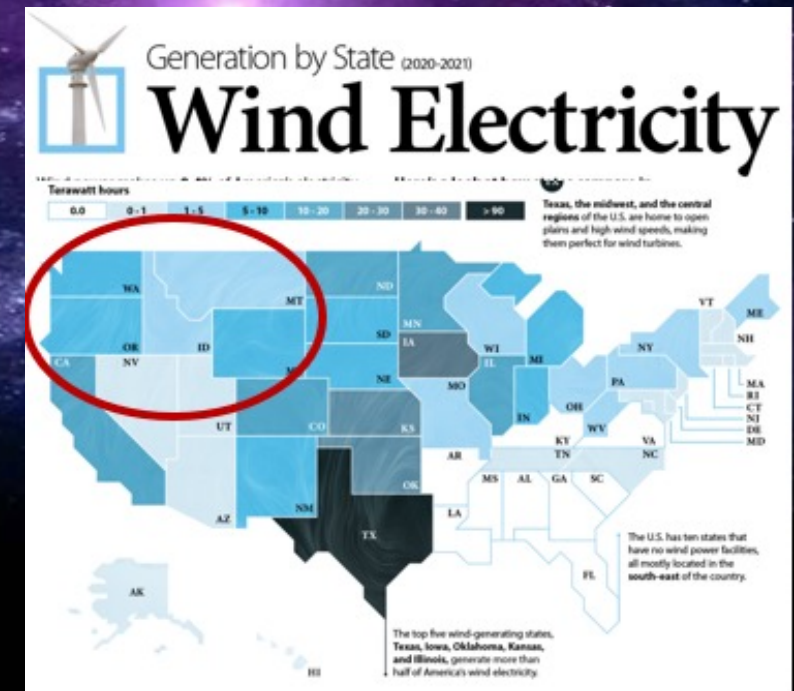 Generation by State (2020-2021)
Wind Electricity
Terawatt hours
0.0 0-1 1-5 5-10 10-20 20-30 30-40 >90
TX
Texas, the midwest, and the central
regions of the U.S. are home to open
plains and high wind speeds, making
them perfect for wind turbines.
WA
MT
ND
MN
VT
ME
OR
ID
SD
WI
NY
NH
CA
NV
NE
IA
IL
MI
PA
MA
RI
CT
NJ
DE
MD
UT
CO
KS
MO
IN
OH
WV
VA
KY
TN
NC
AZ
NM
OK
AR
MS
AL
GA
SC
TX
LA
FL
The U.S. has ten states that
have no wind power facilities,
all mostly located in the
south-east of the country.
AK
HI
The top five wind-generating states,
Texas, Iowa, Oklahoma, Kansas,
and Illinois, generate more than
half of America's wind electricity.